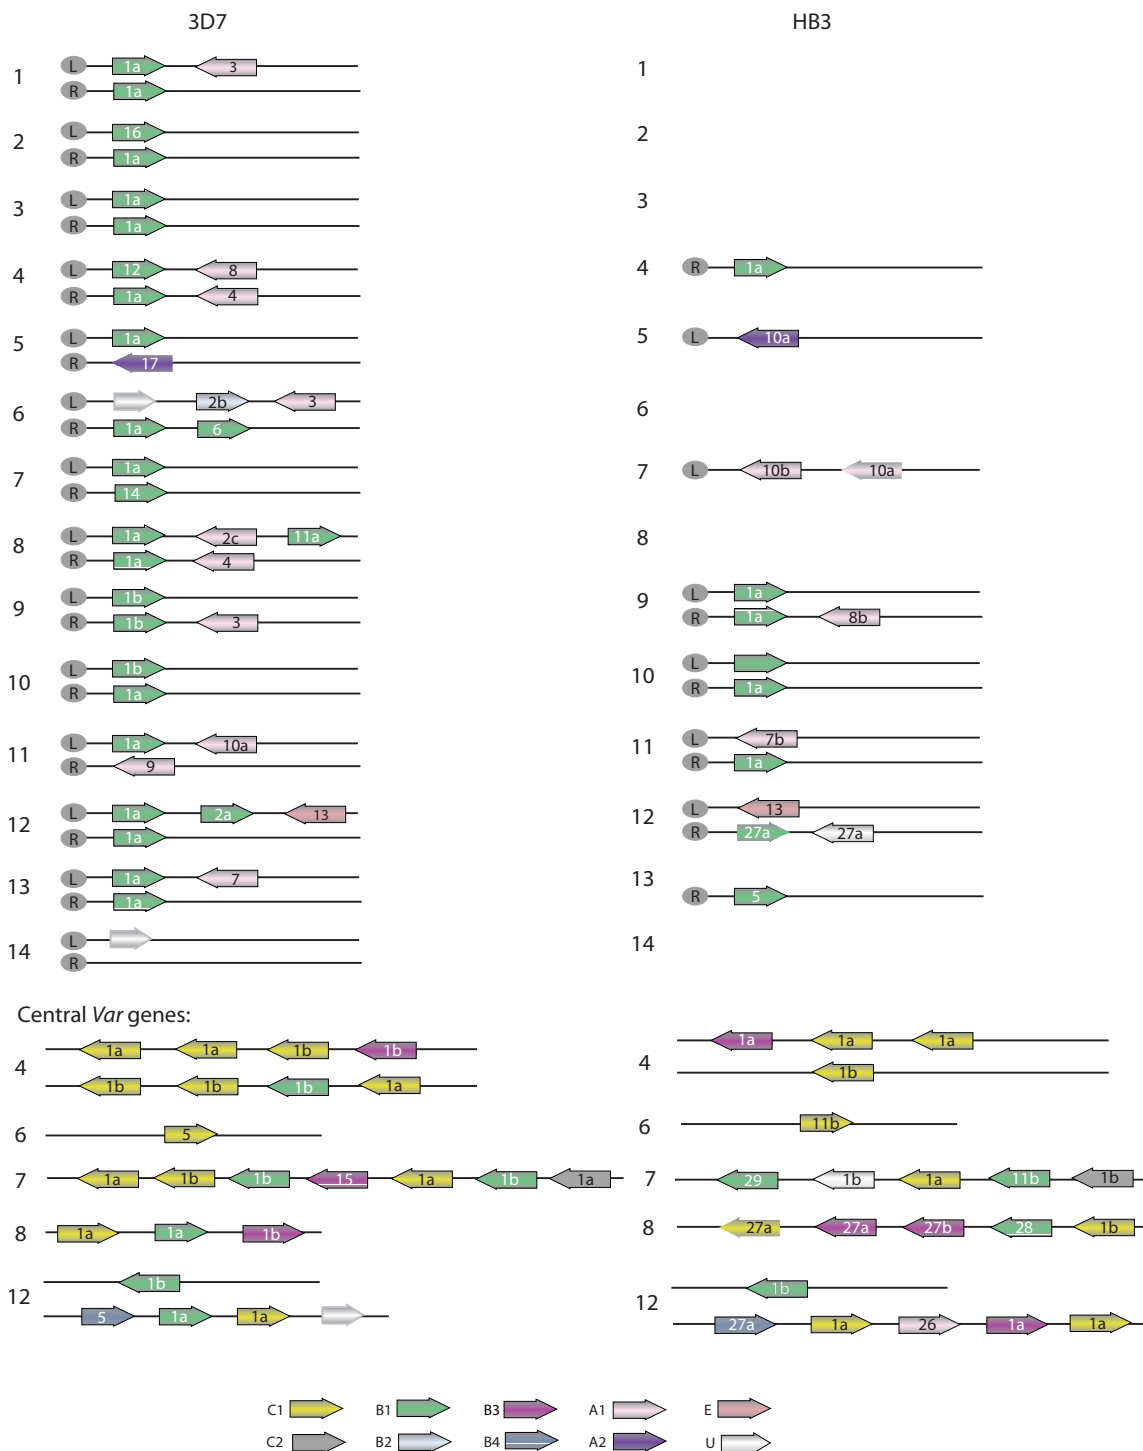 3D7 HB3
1 L 1a 3 1
R 1a
2 L 16 2
R 1a
3 L 1a 3
R 1a
4 L 12 8 4 R 1a
R 1a 4
5 L 1a 5 L 10a
R 17
6 L 2b 3 6
R 1a 6
7 L 1a 7 L 10b 10a
R 14
8 L 1a 2c 11a 8
R 1a 4
9 L 1b 9 L 1a
R 1b 3 R 1a 8b
10 L 1b 10 L
R 1a R 1a
11 L 1a 10a 11 L 7b
R 9 R 1a
12 L 1a 2a 13 12 L 13
R 1a R 27a 27a
13 L 1a 7 13
R 1a R 5
14 L 14
R
Central Var genes:
4 1a 1a 1b 1b 4 1a 1a 1a
1b 1b 1b 1a 1b
6 5 6 11b
7 1a 1b 1b 15 1a 1b 1a 7 29 1b 1a 11b 1b
8 1a 1a 1b 8 27a 27a 27b 28 1b
12 1b 12 1b
5 1a 1a 27a 1a 26 1a 1a
C1 B1 B3 A1 E
C2 B2 B4 A2 U